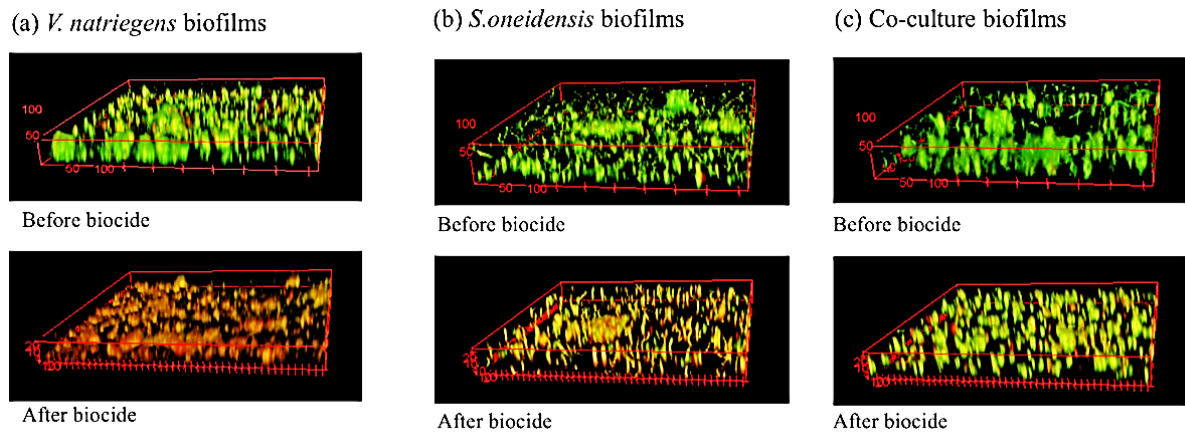 (a) V. natriegens biofilms
(b) S.oneidensis biofilms
(c) Co-culture biofilms
100
50
50 100
100
50
50 100
100
50
50 100
Before biocide
Before biocide
Before biocide
After biocide
After biocide
After biocide